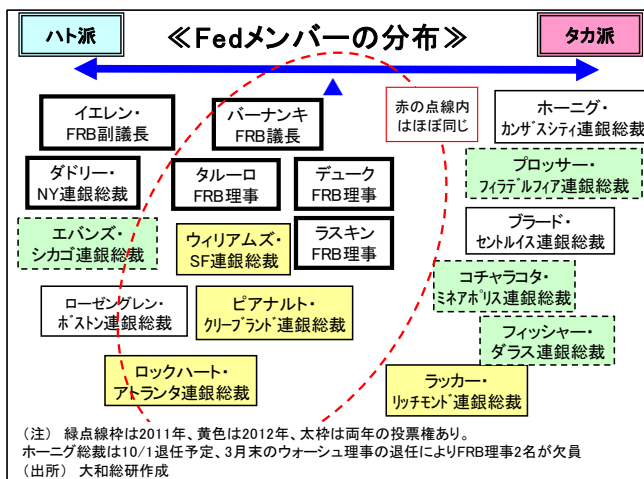 ハト派
≪Fedメンバーの分布≫
タカ派
イエレン・
FRB副議長
バーナンキ
FRB議長
赤の点線内
はほぼ同じ
ホーニグ・
カンザスシティ連銀総裁
ダドリー・
NY連銀総裁
タルーロ
FRB理事
デューク
FRB理事
プロッサー・
フィラデルフィア連銀総裁
エバンズ・
シカゴ連銀総裁
ウィリアムズ・
SF連銀総裁
ラスキン
FRB理事
ブラード・
セントルイス連銀総裁
ローゼングレン・
ボストン連銀総裁
ピアナルト・
クリーブランド連銀総裁
コチャラコタ・
ミネアポリス連銀総裁
フィッシャー・
ダラス連銀総裁
ロックハート・
アトランタ連銀総裁
ラッカー・
リッチモンド連銀総裁
（注） 緑点線枠は2011年、黄色は2012年、太枠は両年の投票権あり。
ホーニグ総裁は10/1退任予定、3月末のウォーシュ理事の退任によりFRB理事2名が欠員
（出所） 大和総研作成